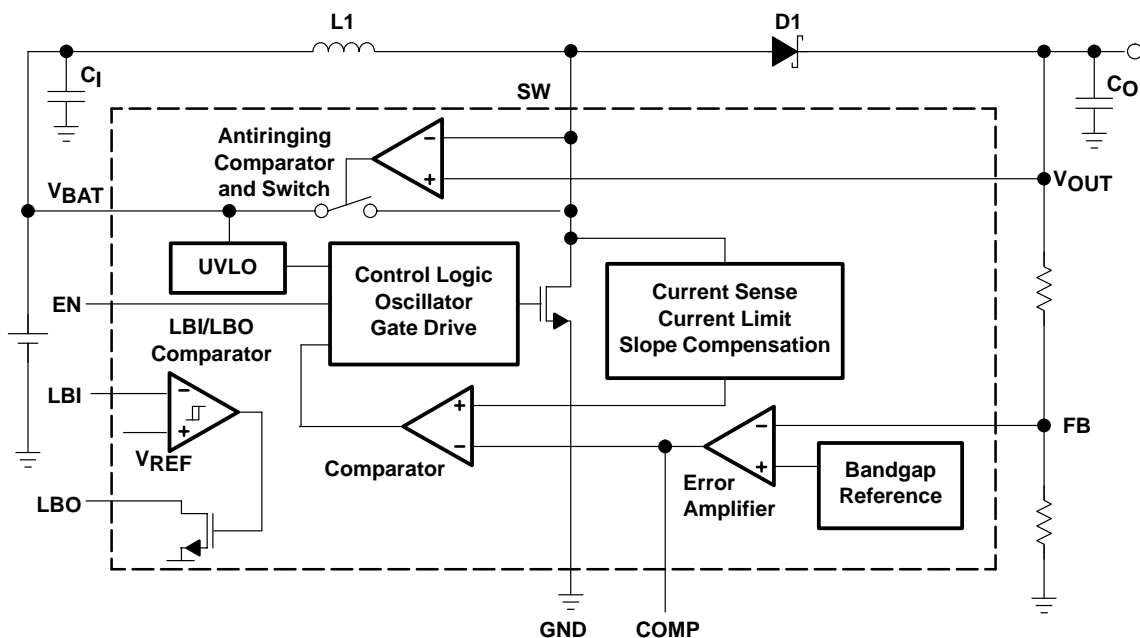 L1
D1
CI
SW
CO
Antiringing
Comparator
and Switch
−
+
VBAT
VOUT
UVLO
Control Logic
Oscillator
Gate Drive
Current Sense
Current Limit
Slope Compensation
EN
LBI/LBO
Comparator
LBI
−
+
VREF
+
−
Comparator
−
+
FB
Error
Amplifier
Bandgap
Reference
LBO
GND
COMP